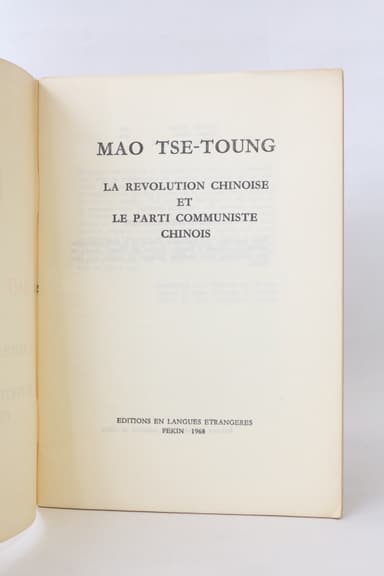 MAO TSE-TOUNG
LA REVOLUTION CHINOISE
ET
LE PARTI COMMUNISTE
CHINOIS
EDITIONS EN LANGUES ETRANGERES
PEKIN 1968